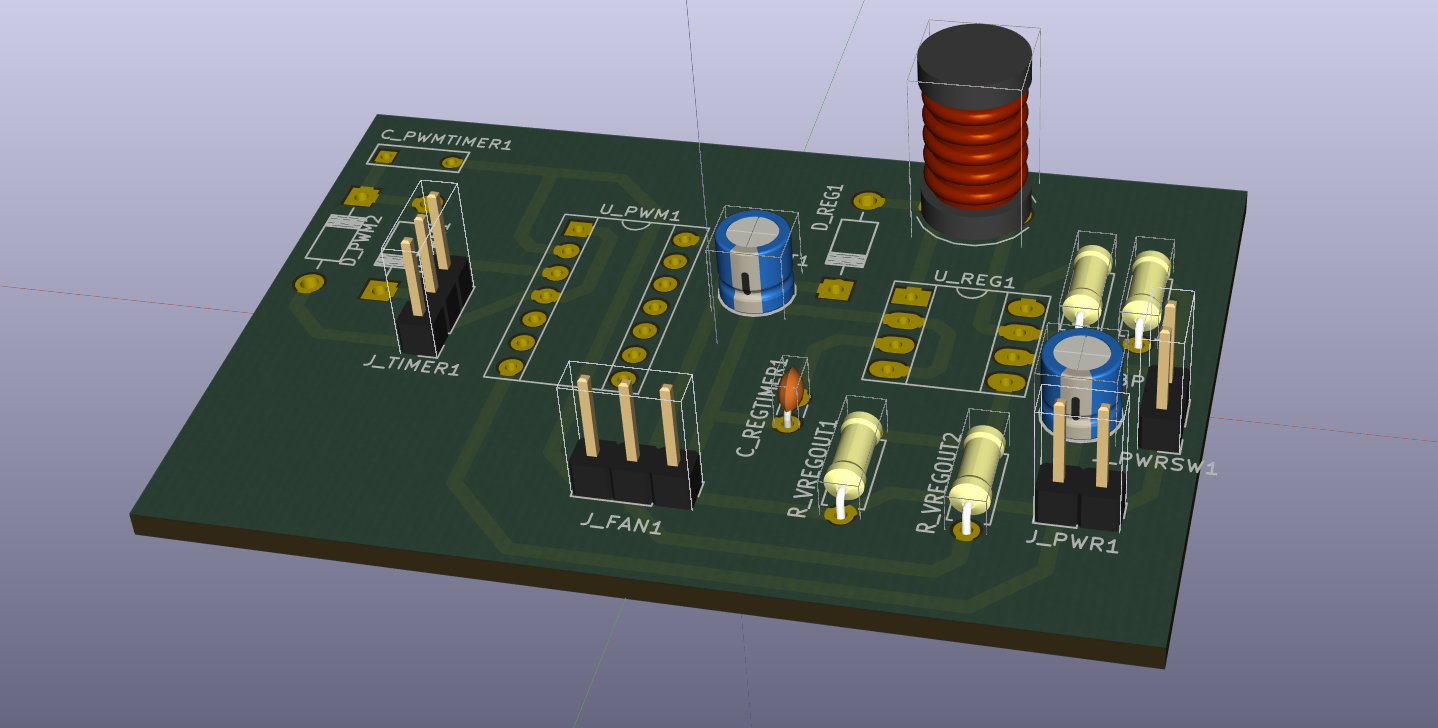 C_PWMTIMER1
D_PWM2
U_PWM1
D_REG1
U_REG1
J_TIMER1
C_REGTIMER1
R_VREGOUT1
R_VREGOUT2
J_FAN1
J_PWR1
PWRSW1